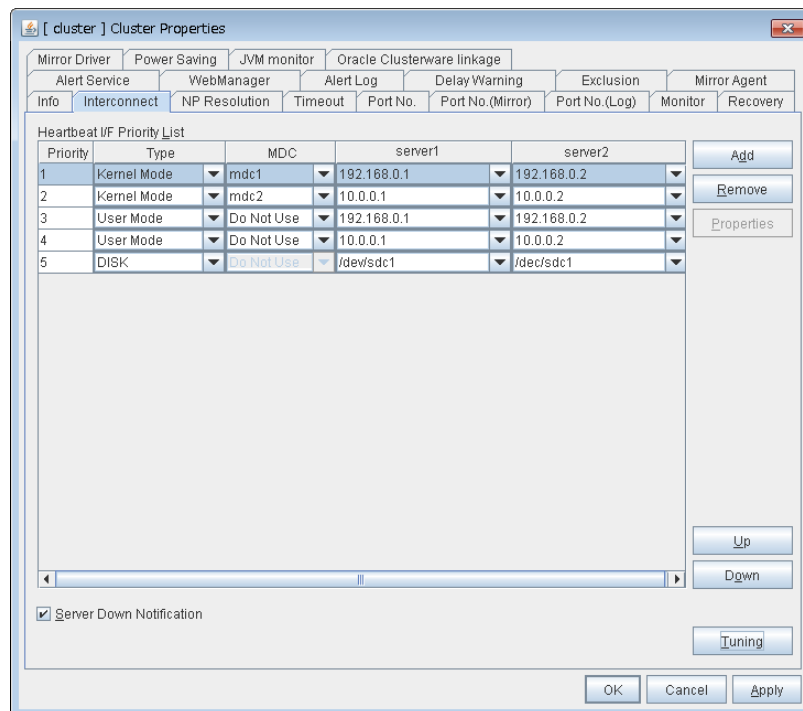 [ cluster ] Cluster Properties
Mirror Driver Power Saving JVM monitor Oracle Clusterware linkage
Alert Service WebManager Alert Log Delay Warning Exclusion Mirror Agent
Info Interconnect NP Resolution Timeout Port No. Port No.(Mirror) Port No.(Log) Monitor Recovery
Heartbeat I/F Priority List
Priority Type MDC server1 server2 Add
1 Kernel Mode mdc1 192.168.0.1 192.168.0.2
2 Kernel Mode mdc2 10.0.0.1 10.0.0.2 Remove
3 User Mode Do Not Use 192.168.0.1 192.168.0.2 Properties
4 User Mode Do Not Use 10.0.0.1 10.0.0.2
5 DISK Do Not Use /dev/sdc1 /dec/sdc1
Up
Down
Server Down Notification
Tuning
OK Cancel Apply